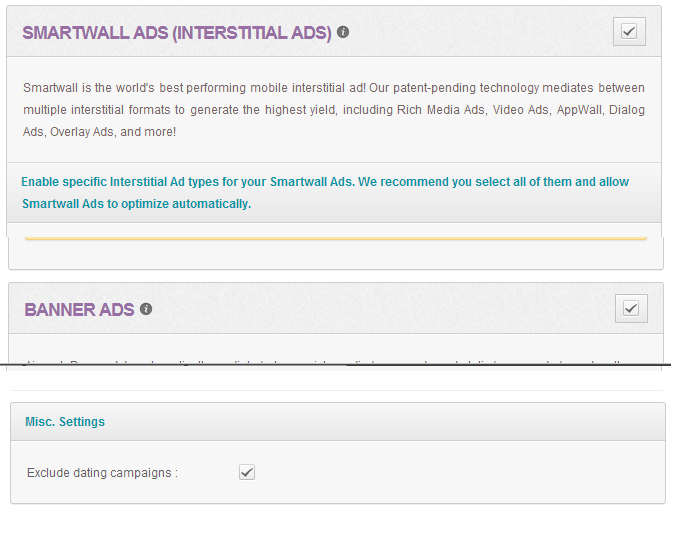 SMARTWALL ADS (INTERSTITIAL ADS)
Smartwall is the world's best performing mobile interstitial ad! Our patent-pending technology mediates between
multiple interstitial formats to generate the highest yield, including Rich Media Ads, Video Ads, AppWall, Dialog
Ads, Overlay Ads, and more!
Enable specific Interstitial Ad types for your Smartwall Ads. We recommend you select all of them and allow
Smartwall Ads to optimize automatically.
BANNER ADS
Misc. Settings
Exclude dating campaigns :